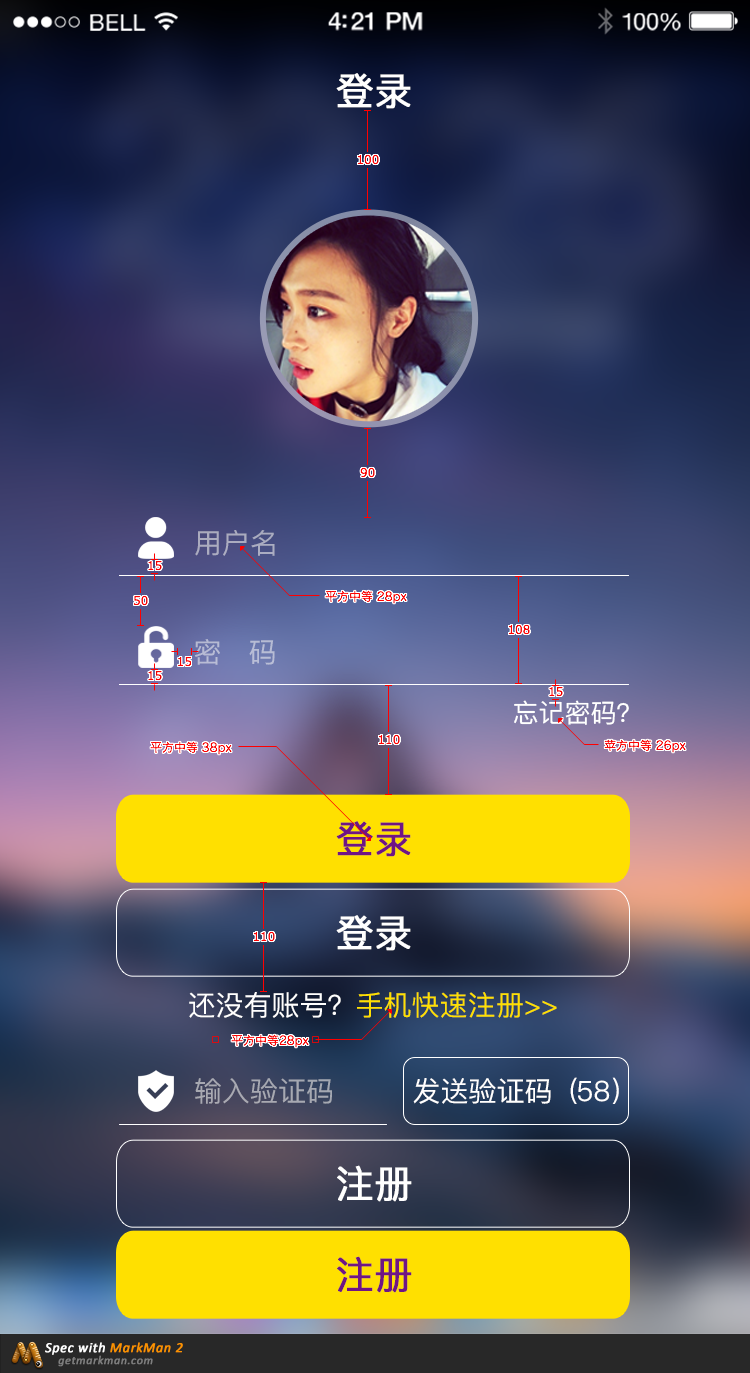 BELL 4:21 PM 100%
登录
100
90
用户名
15
平方中等 28px
50
108
密 码
15
15
15
忘记密码?
平方中等 38px
110
苹方中等 26px
登录
110
登录
还没有账号? 手机快速注册>>
平方中等28px
输入验证码 发送验证码 (58)
注册
注册
Spec with MarkMan 2
getmarkman.com